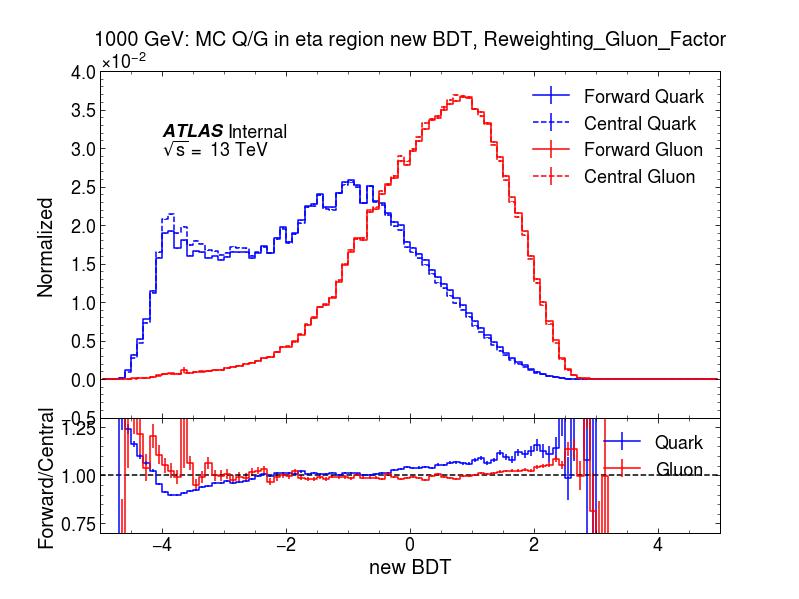 1000 GeV: MC Q/G in eta region new BDT, Reweighting_Gluon_Factor
×10⁻²
4.0
3.5
3.0
2.5
2.0
1.5
1.0
0.5
0.0
−0.5
Normalized
ATLAS Internal
√s = 13 TeV
Forward Quark
Central Quark
Forward Gluon
Central Gluon
1.25
1.00
0.75
Forward/Central
Quark
Gluon
−4 −2 0 2 4
new BDT